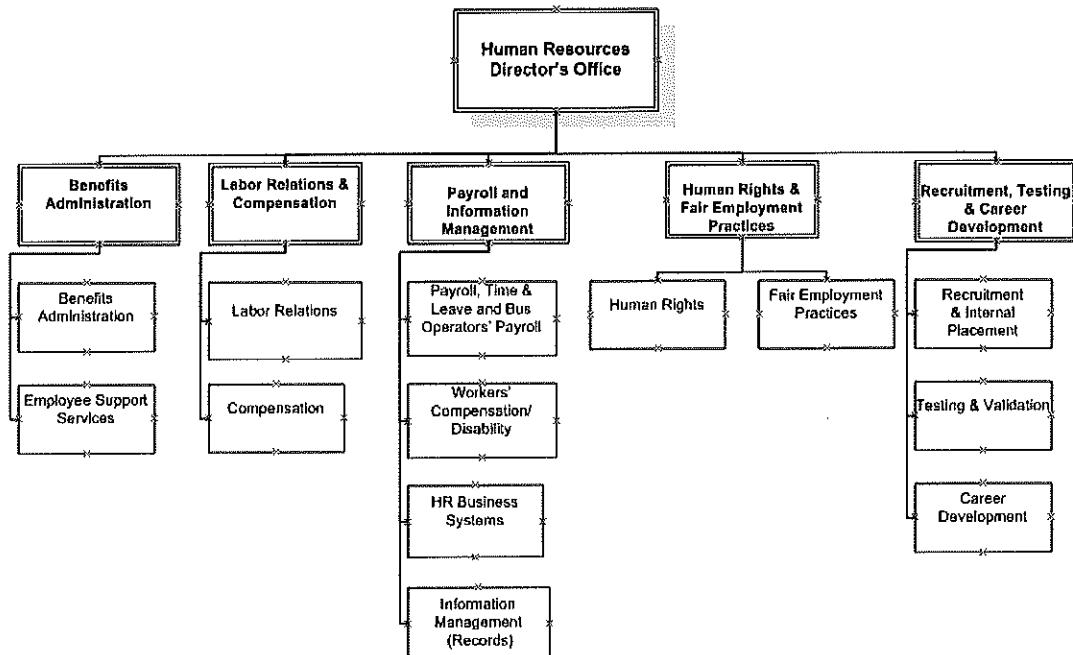 Human Resources
Director's Office
Benefits
Administration
Labor Relations &
Compensation
Payroll and
Information
Management
Human Rights &
Fair Employment
Practices
Recruitment, Testing
& Career
Development
Benefits
Administration
Employee Support
Services
Labor Relations
Compensation
Payroll, Time &
Leave and Bus
Operators' Payroll
Workers'
Compensation/
Disability
HR Business
Systems
Information
Management
(Records)
Human Rights
Fair Employment
Practices
Recruitment
& Internal
Placement
Testing & Validation
Career
Development